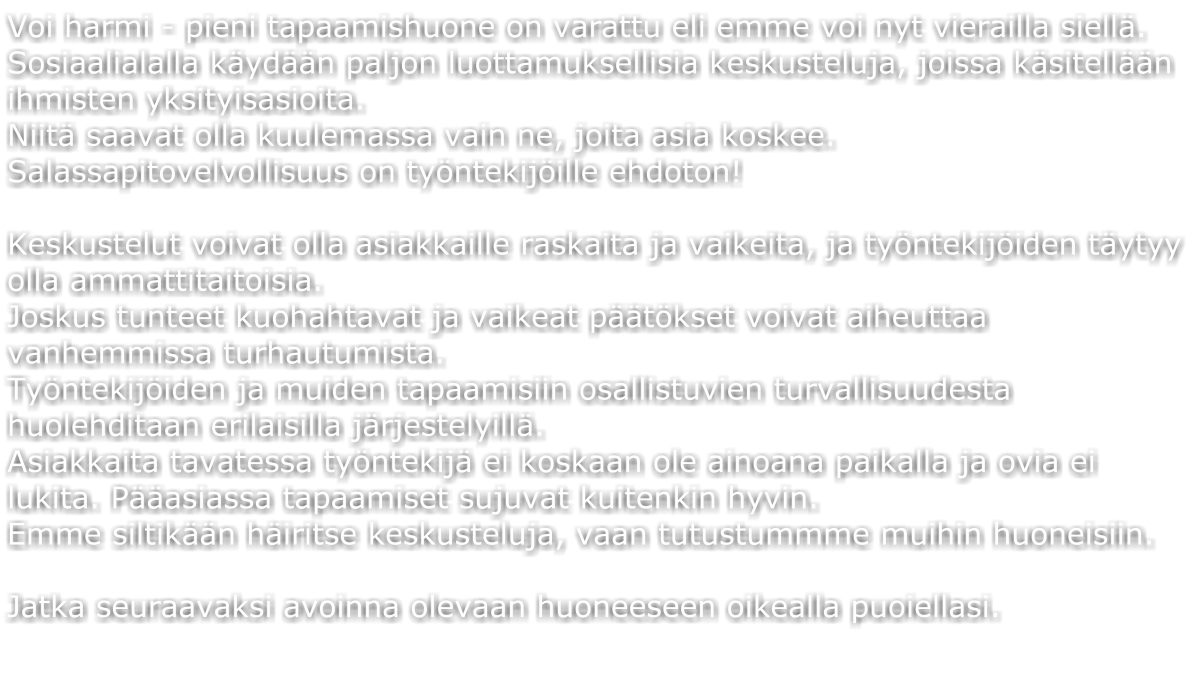 Voi harmi - pieni tapaamishuone on varattu eli emme voi nyt vierailla siellä.
Sosiaalialalla käydään paljon luottamuksellisia keskusteluja, joissa käsitellään
ihmisten yksityisasioita.
Niitä saavat olla kuulemassa vain ne, joita asia koskee.
Salassapitovelvollisuus on työntekijöille ehdoton!
Keskustelut voivat olla asiakkaille raskaita ja vaikeita, ja työntekijöiden täytyy
olla ammattitaitoisia.
Joskus tunteet kuohahtavat ja vaikeat päätökset voivat aiheuttaa
vanhemmissa turhautumista.
Työntekijöiden ja muiden tapaamisiin osallistuvien turvallisuudesta
huolehditaan erilaisilla järjestelyillä.
Asiakkaita tavatessa työntekijä ei koskaan ole ainoana paikalla ja ovia ei
lukita. Pääasiassa tapaamiset sujuvat kuitenkin hyvin.
Emme siltikään häiritse keskusteluja, vaan tutustummme muihin huoneisiin.
Jatka seuraavaksi avoinna olevaan huoneeseen oikealla puoiellasi.